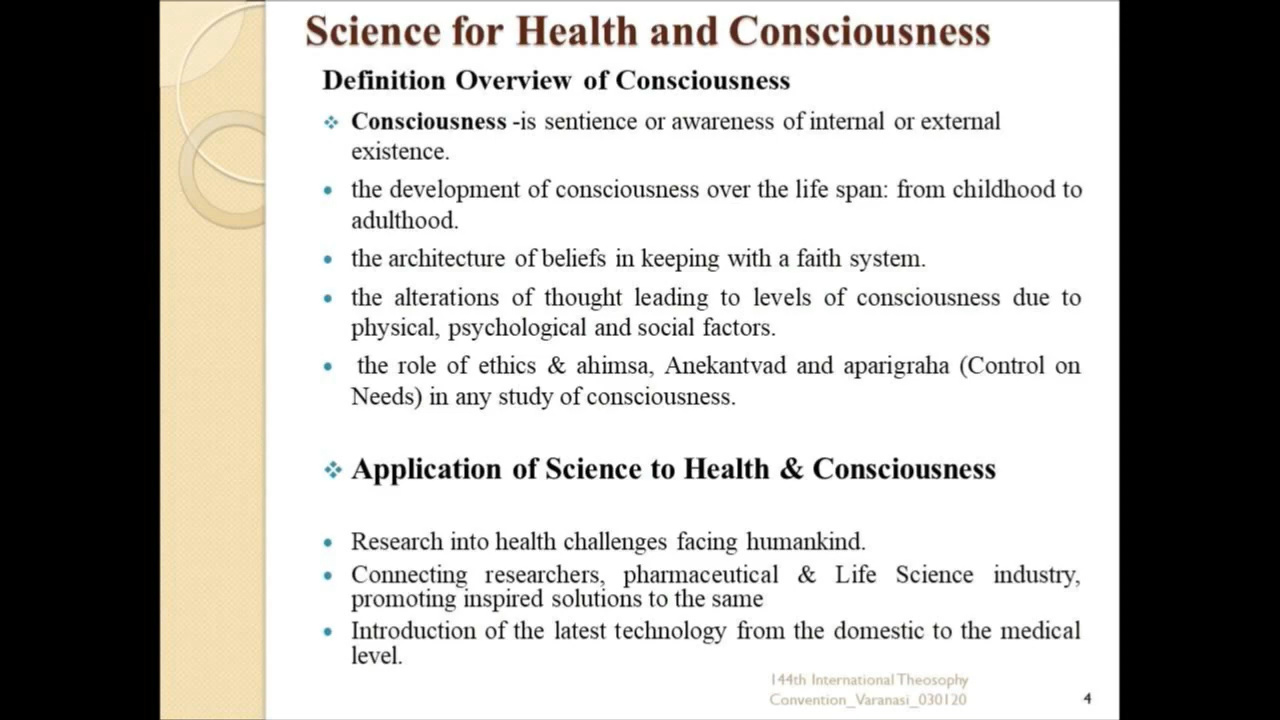 Science for Health and Consciousness
Definition Overview of Consciousness
Consciousness -is sentience or awareness of internal or external
existence.
the development of consciousness over the life span: from childhood to
adulthood.
the architecture of beliefs in keeping with a faith system.
the alterations of thought leading to levels of consciousness due to
physical, psychological and social factors.
the role of ethics & ahimsa, Anekantvad and aparigraha (Control on
Needs) in any study of consciousness.
Application of Science to Health & Consciousness
Research into health challenges facing humankind.
Connecting researchers, pharmaceutical & Life Science industry,
promoting inspired solutions to the same
Introduction of the latest technology from the domestic to the medical
level.
144th International Theosophy
Convention_Varanasi_030120
4